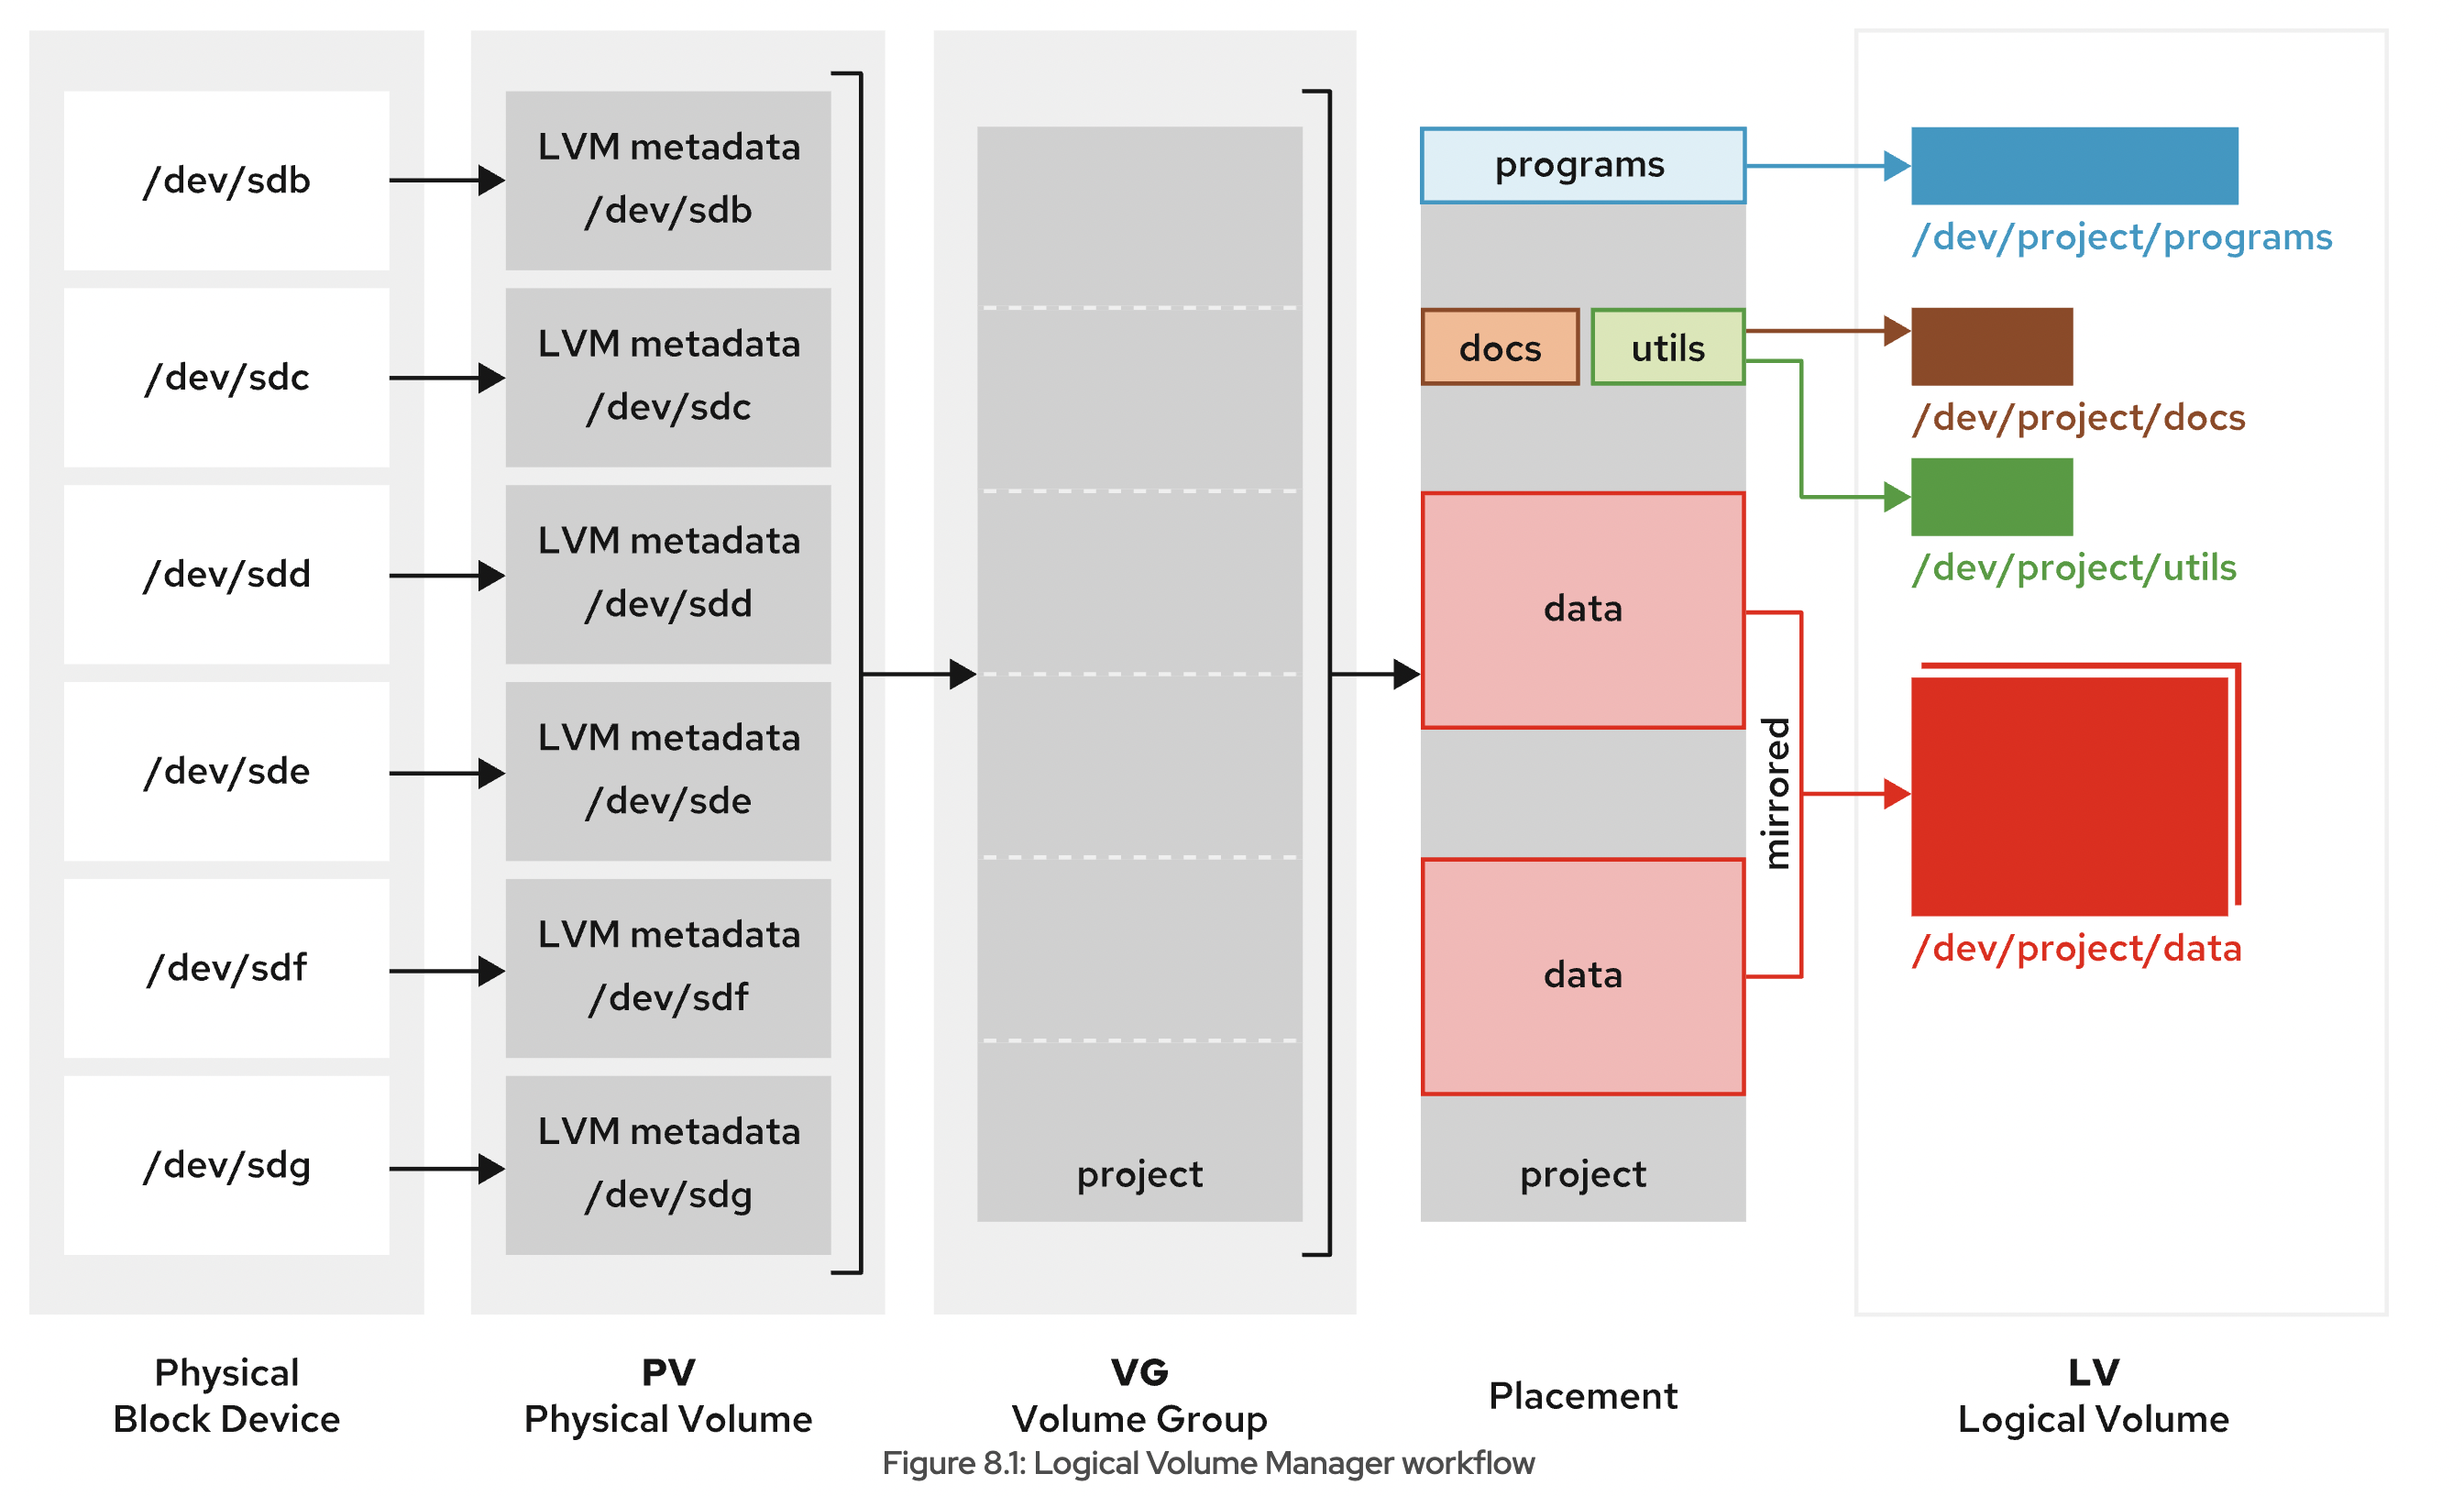 /dev/sdb
/dev/sdc
/dev/sdd
/dev/sde
/dev/sdf
/dev/sdg
Physical
Block Device
LVM metadata
/dev/sdb
LVM metadata
/dev/sdc
LVM metadata
/dev/sdd
LVM metadata
/dev/sde
LVM metadata
/dev/sdf
LVM metadata
/dev/sdg
PV
Physical Volume
project
VG
Volume Group
programs
docs
utils
data
mirrored
data
project
Placement
/dev/project/programs
/dev/project/docs
/dev/project/utils
/dev/project/data
LV
Logical Volume
Figure 8.1: Logical Volume Manager workflow